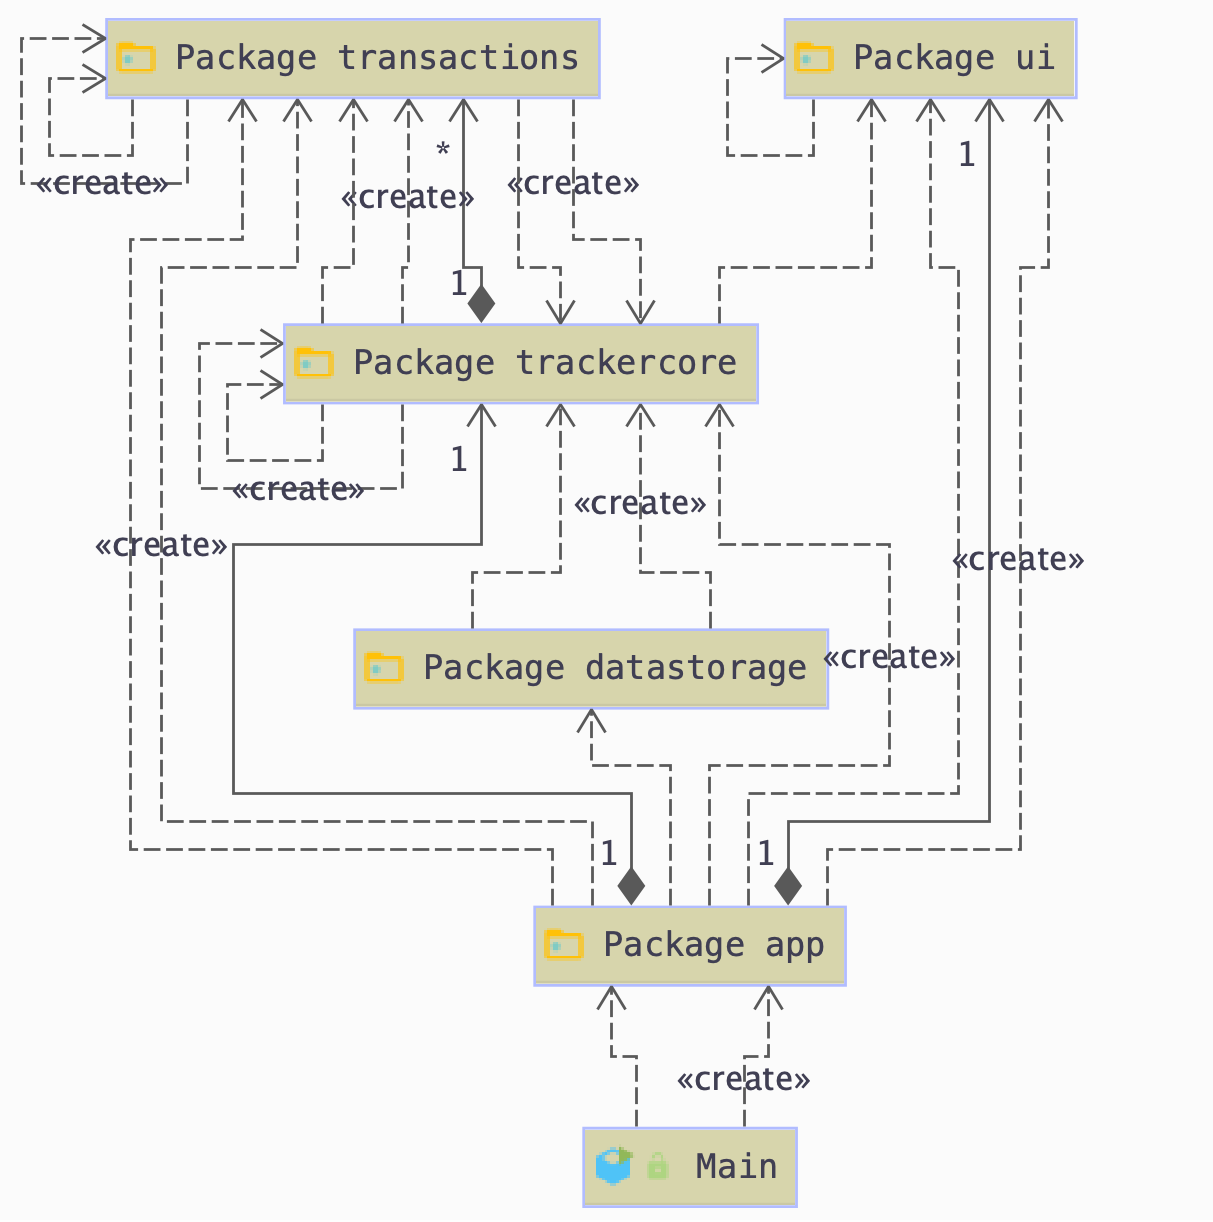 Package transactions
Package ui
*
1
«create»
«create»
«create»
1
Package trackercore
1
«create»
«create»
«create»
«create»
«create»
Package datastorage
1
1
Package app
«create»
Main